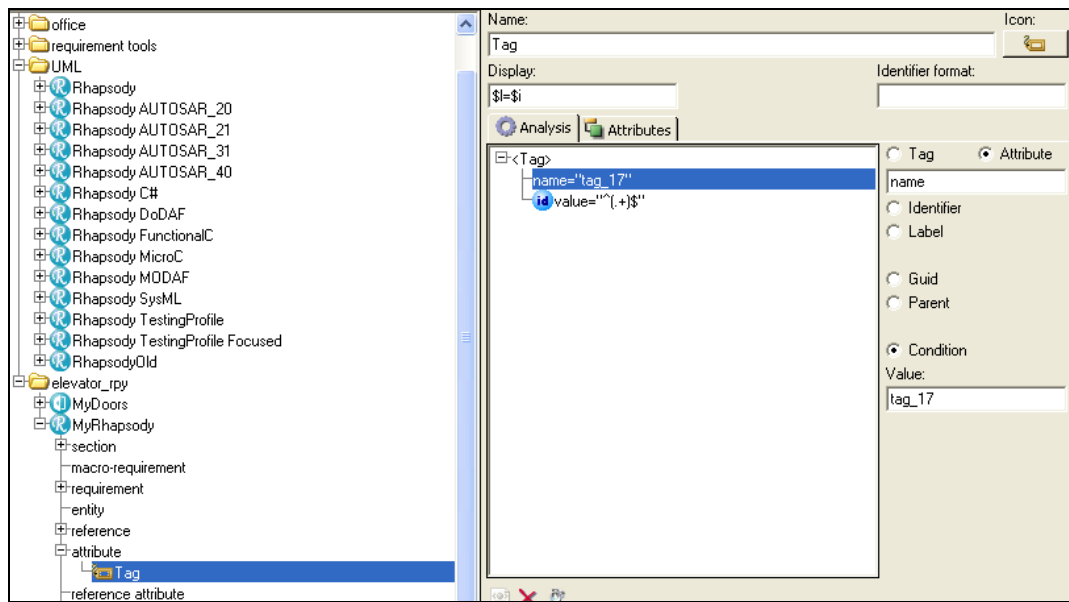 office
requirement tools
UML
Rhapsody
Rhapsody AUTOSAR_20
Rhapsody AUTOSAR_21
Rhapsody AUTOSAR_31
Rhapsody AUTOSAR_40
Rhapsody C#
Rhapsody DoDAF
Rhapsody FunctionalC
Rhapsody MicroC
Rhapsody MODAF
Rhapsody SysML
Rhapsody TestingProfile
Rhapsody TestingProfile Focused
RhapsodyOld
elevator_rpy
MyDoors
MyRhapsody
section
macro-requirement
requirement
entity
reference
attribute
Tag
reference attribute
Name:
Icon:
Tag
Display:
Identifier format:
$l=$i
Analysis
Attributes
<Tag>
name="tag_17"
id value="^(.+)$"
Tag
Attribute
name
Identifier
Label
Guid
Parent
Condition
Value:
tag_17